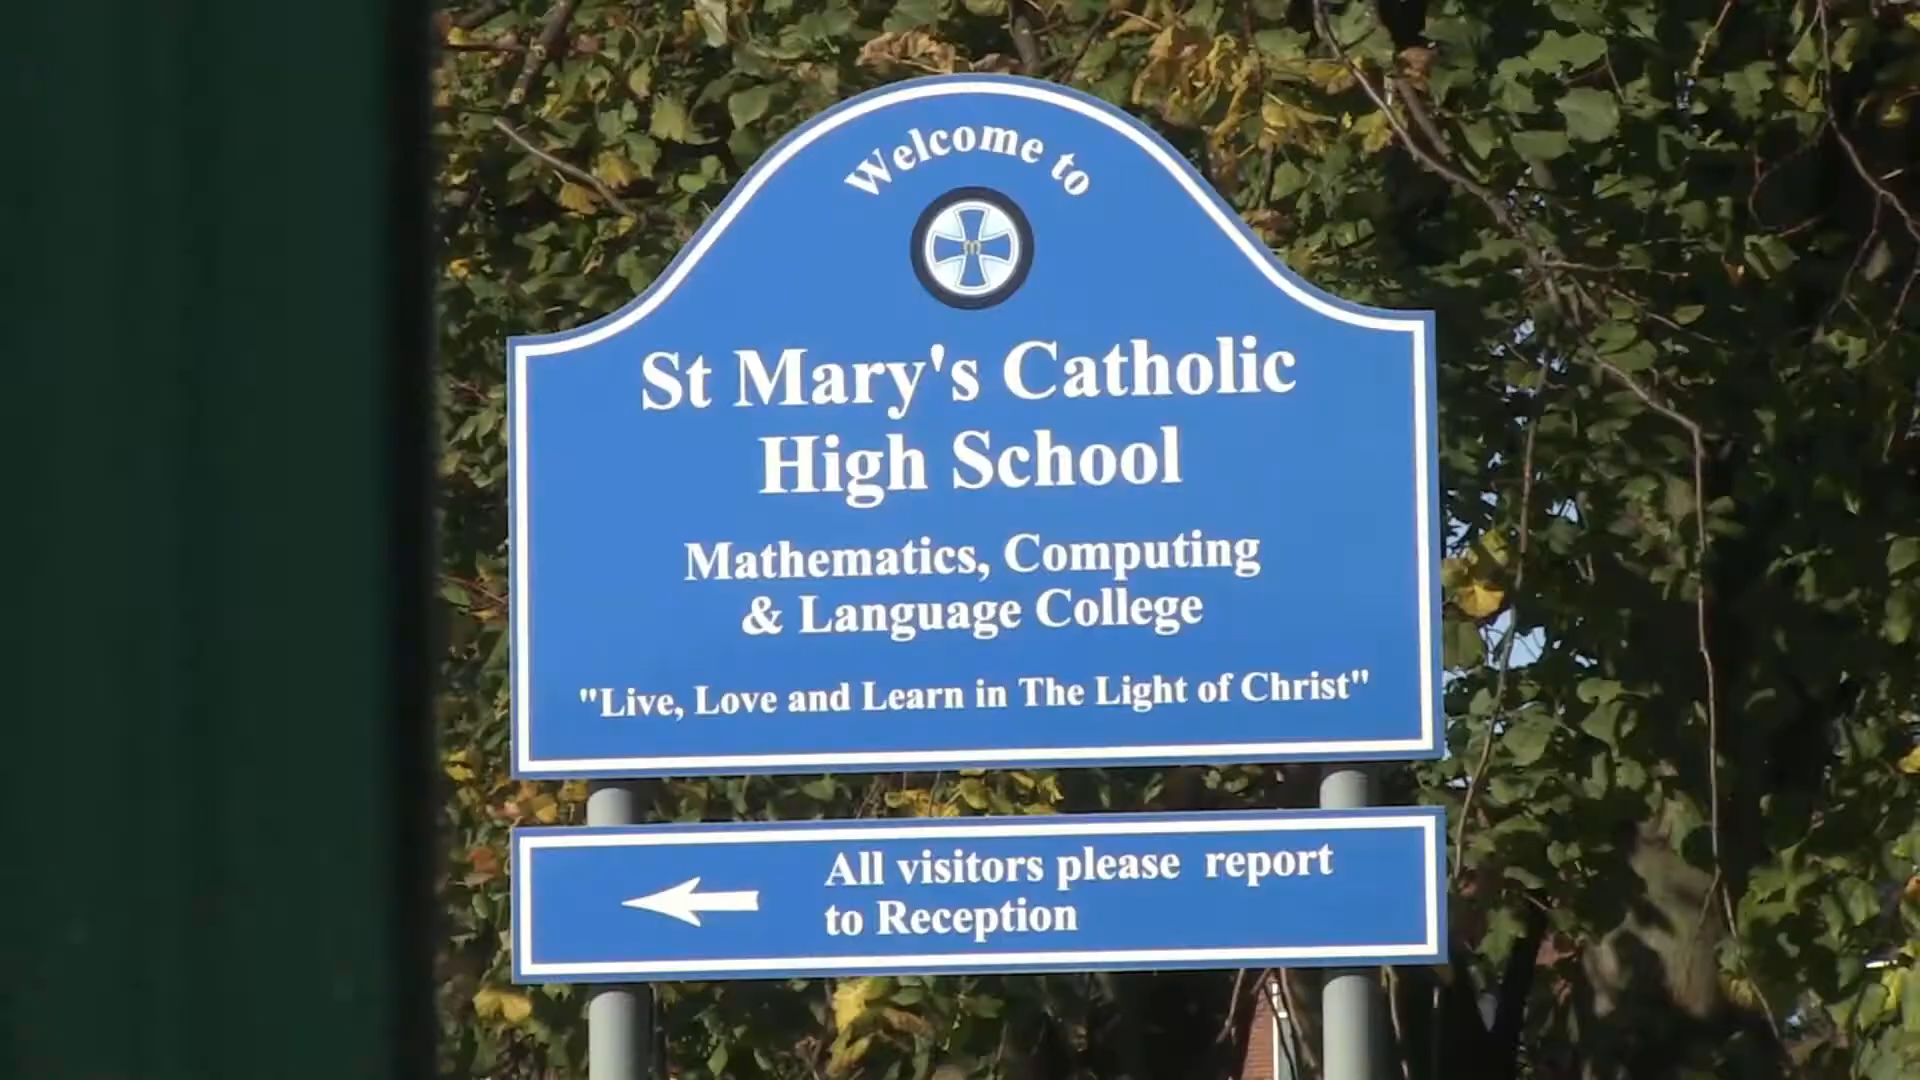 Welcome to
m
St Mary's Catholic
High School
Mathematics, Computing
& Language College
"Live, Love and Learn in The Light of Christ"
All visitors please report
to Reception